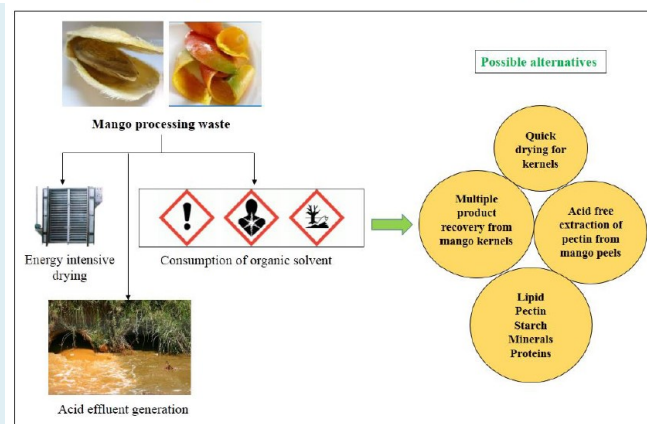 Possible alternatives
Mango processing waste
Quick
drying for
kernels
Multiple
product
recovery from
mango kernels
Acid free
extraction of
pectin from
mango peels
Energy intensive
drying
Consumption of organic solvent
Lipid
Pectin
Starch
Minerals
Proteins
Acid effluent generation